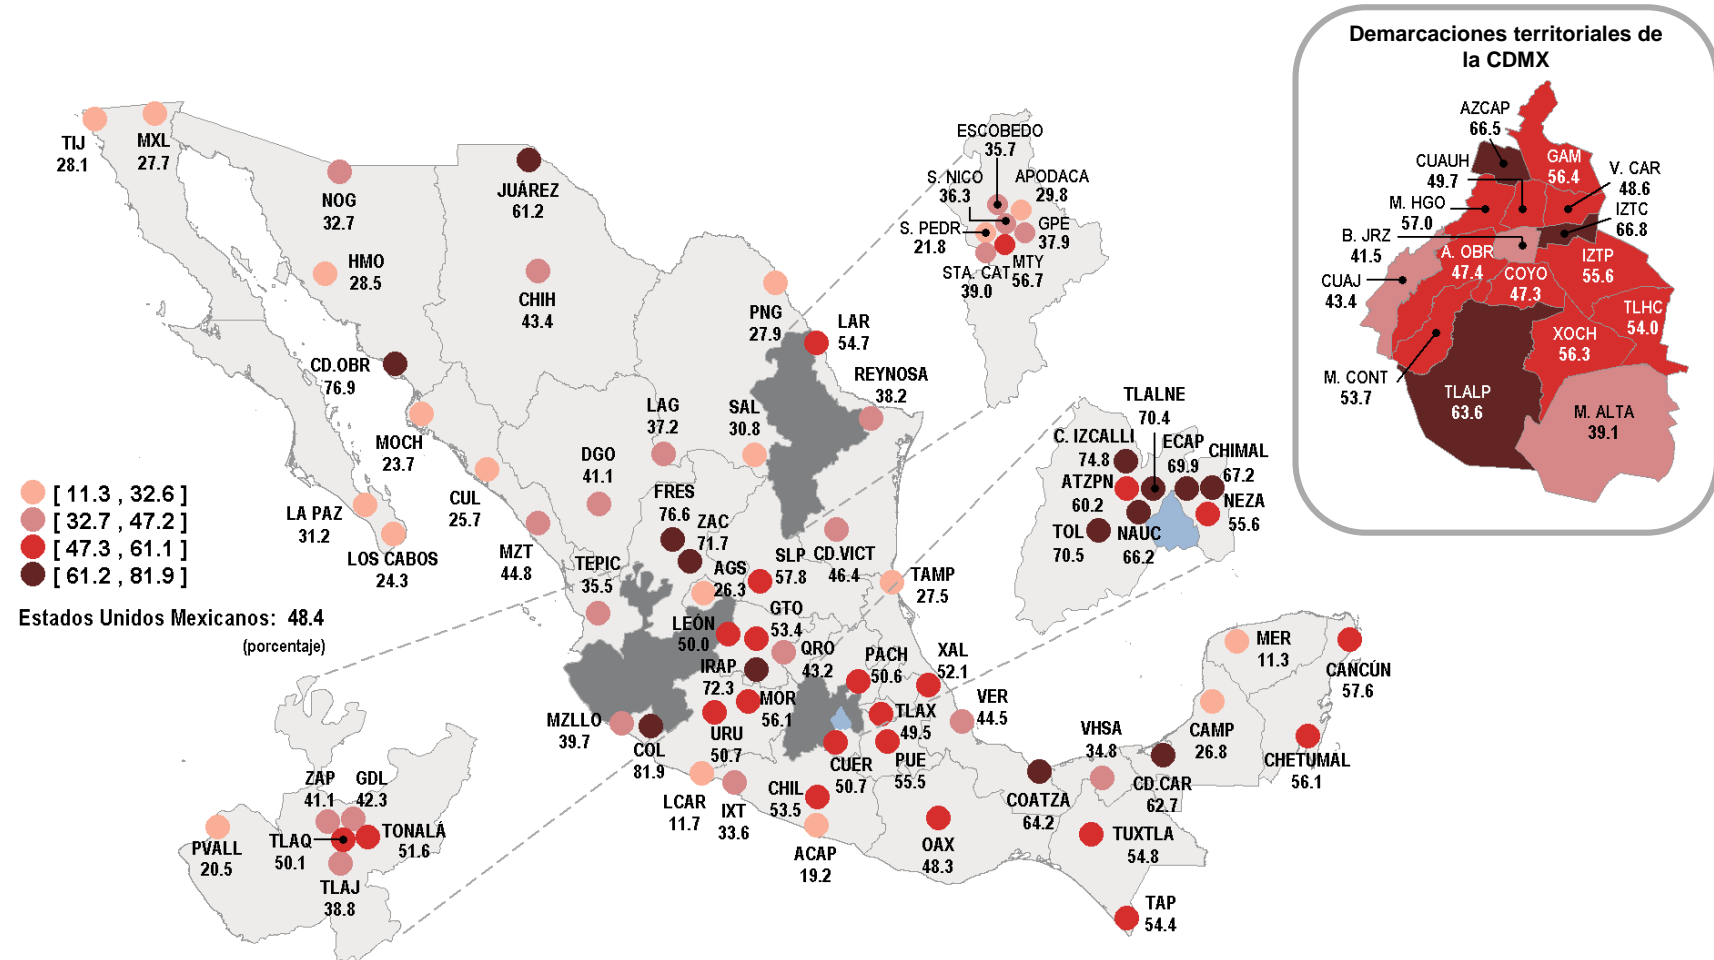 Demarcaciones territoriales de
la CDMX
AZCAP
66.5
CUAUH
49.7
GAM
56.4
V. CAR
48.6
M. HGO
57.0
IZTC
66.8
B. JRZ
41.5
A. OBR
47.4
IZTP
55.6
CUAJ
43.4
COYO
47.3
TLHC
54.0
XOCH
56.3
M. CONT
53.7
TLALP
63.6
M. ALTA
39.1
TIJ
28.1
MXL
27.7
NOG
32.7
JUÁREZ
61.2
HMO
28.5
CHIH
43.4
CD.OBR
76.9
MOCH
23.7
CUL
25.7
LA PAZ
31.2
LOS CABOS
24.3
MZT
44.8
DGO
41.1
LAG
37.2
SAL
30.8
PNG
27.9
LAR
54.7
REYNOSA
38.2
ESCOBEDO
35.7
S. NICO
36.3
APODACA
29.8
S. PEDR
21.8
GPE
37.9
STA. CAT
39.0
MTY
56.7
FRES
76.6
ZAC
71.7
TEPIC
35.5
AGS
26.3
SLP
57.8
CD.VICT
46.4
TAMP
27.5
LEÓN
50.0
GTO
53.4
QRO
43.2
IRAP
72.3
PACH
50.6
XAL
52.1
MOR
56.1
VER
44.5
MZLLO
39.7
COL
81.9
URU
50.7
TLAX
49.5
CUER
50.7
PUE
55.5
LCAR
11.7
IXT
33.6
CHIL
53.5
ACAP
19.2
OAX
48.3
COATZA
64.2
VHSA
34.8
CD.CAR
62.7
CAMP
26.8
MER
11.3
CANCÚN
57.6
CHETUMAL
56.1
TUXTLA
54.8
TAP
54.4
TLALNE
70.4
C. IZCALLI
74.8
ECAP
69.9
CHIMAL
67.2
ATZPN
60.2
NEZA
55.6
TOL
70.5
NAUC
66.2
ZAP
41.1
GDL
42.3
PVALL
20.5
TLAQ
50.1
TONALÁ
51.6
TLAJ
38.8
[ 11.3 , 32.6 ]
[ 32.7 , 47.2 ]
[ 47.3 , 61.1 ]
[ 61.2 , 81.9 ]
Estados Unidos Mexicanos: 48.4
(porcentaje)